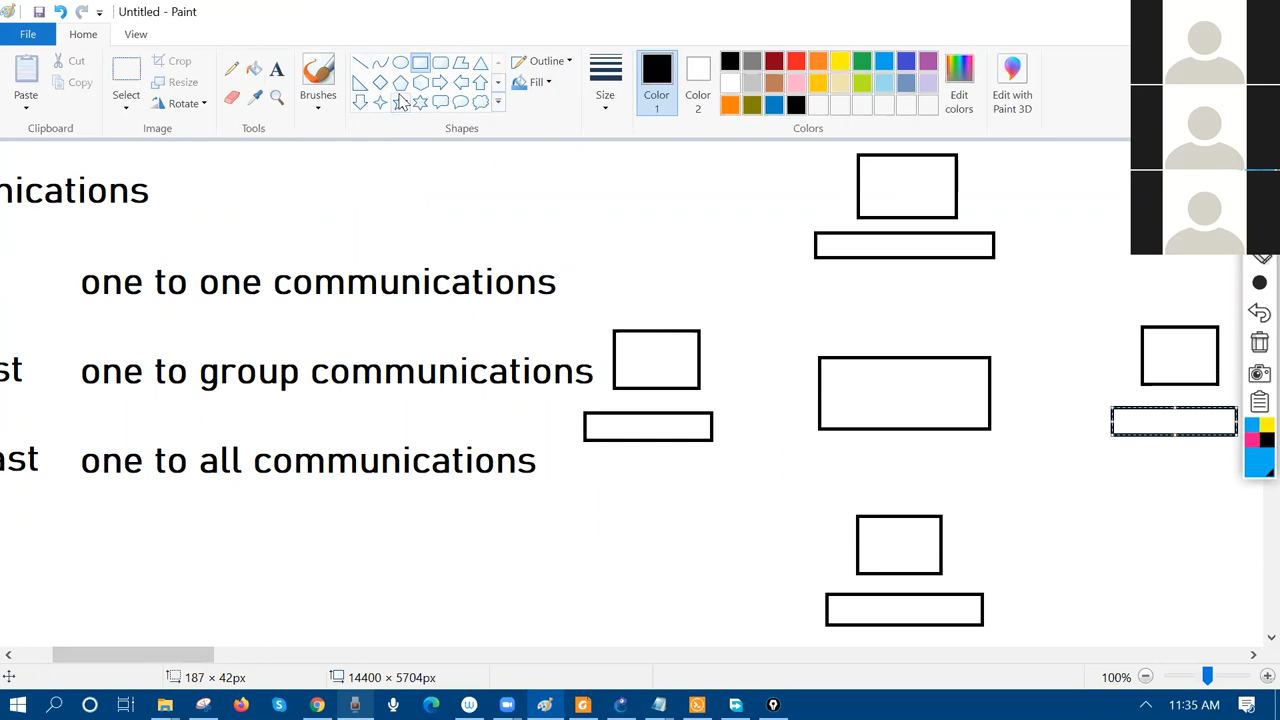 Untitled - Paint
File
Home
View
Paste
Cut
Copy
Clipboard
Select
Crop
Resize
Rotate
Image
Tools
Brushes
Shapes
Outline
Fill
Size
Color 1
Color 2
Edit colors
Edit with Paint 3D
Colors
nications
one to one communications
st one to group communications
ast one to all communications
187 × 42px
14400 × 5704px
100%
11:35 AM